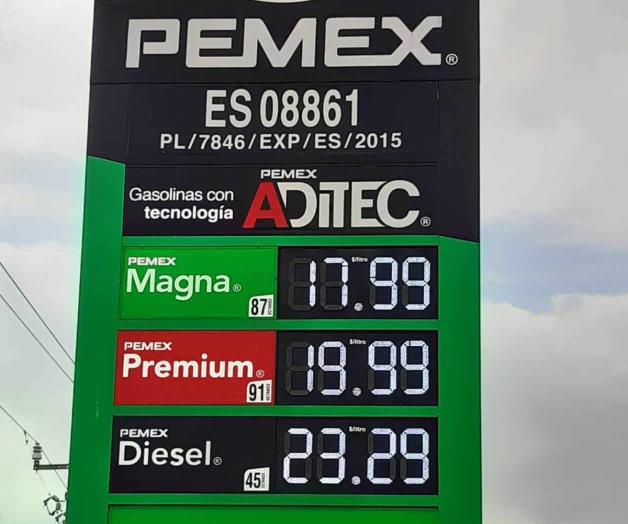 PEMEX®
ES 08861
PL/7846/EXP/ES/2015
Gasolinas con
tecnología
PEMEX
ADITEC®
PEMEX
Magna®
87
$/litro
17.99
PEMEX
Premium®
91
$/litro
19.99
PEMEX
Diesel®
45
$/litro
23.29